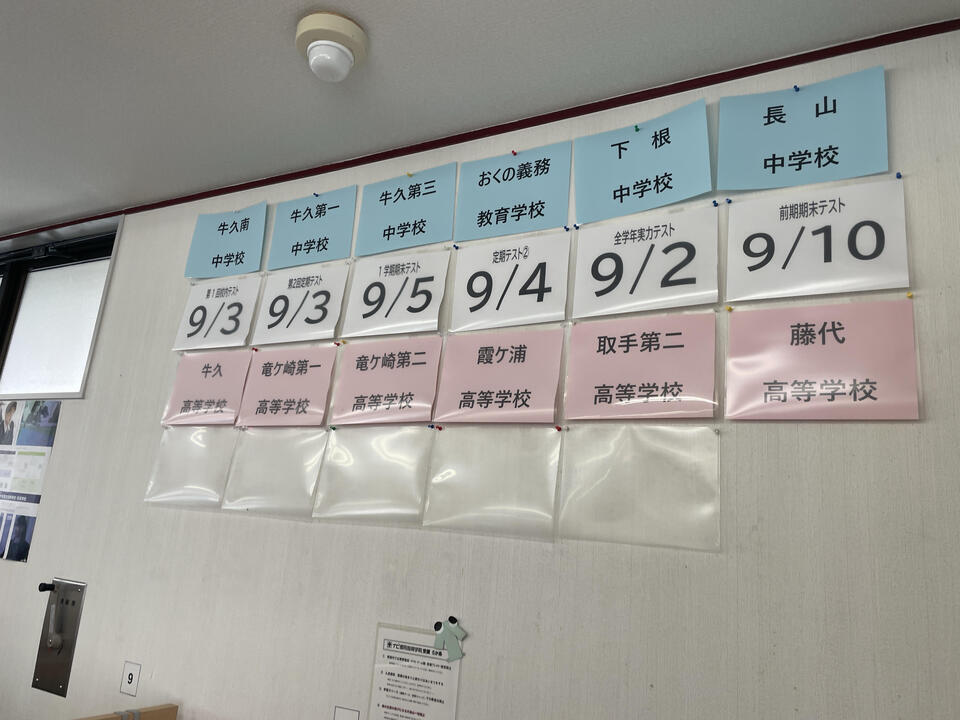 牛久南
中学校
牛久第一
中学校
牛久第三
中学校
おくの義務
教育学校
下 根
中学校
長 山
中学校
第1回校内テスト
9/3
第2回定期テスト
9/3
1学期期末テスト
9/5
定期テスト②
9/4
全学年実力テスト
9/2
前期期末テスト
9/10
牛久
高等学校
竜ケ崎第一
高等学校
竜ケ崎第二
高等学校
霞ケ浦
高等学校
取手第二
高等学校
藤代
高等学校
9